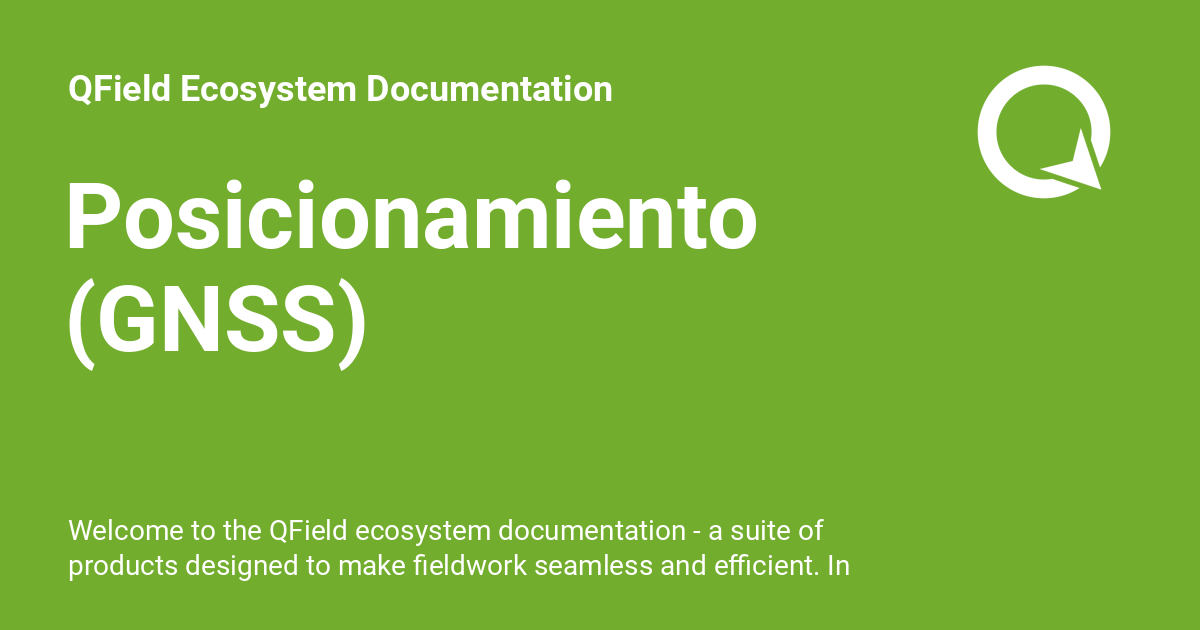 QField Ecosystem Documentation
Posicionamiento
(GNSS)
Welcome to the QField ecosystem documentation - a suite of
products designed to make fieldwork seamless and efficient. In